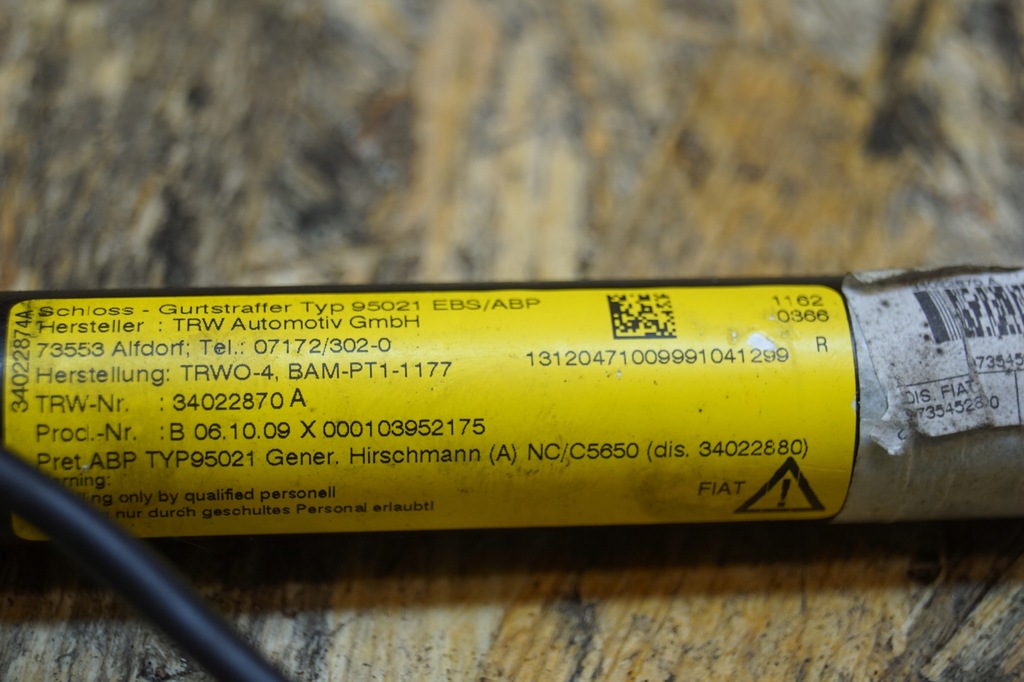 Schloss - Gurtstraffer Typ 95021 EBS/ABP
Hersteller : TRW Automotiv GmbH
73553 Alfdorf; Tel.: 07172/302-0
Herstellung: TRWO-4, BAM-PT1-1177
TRW-Nr. : 34022870 A
Prod.-Nr. : B 06.10.09 X 000103952175
Pret.ABP TYP95021 Gener. Hirschmann (A) NC/C5650 (dis. 34022880)
only by qualified personell
nur durch geschultes Personal erlaubt!
34022874A
1162
0366
13120471009991041299 R
FIAT
DIS. FIAT